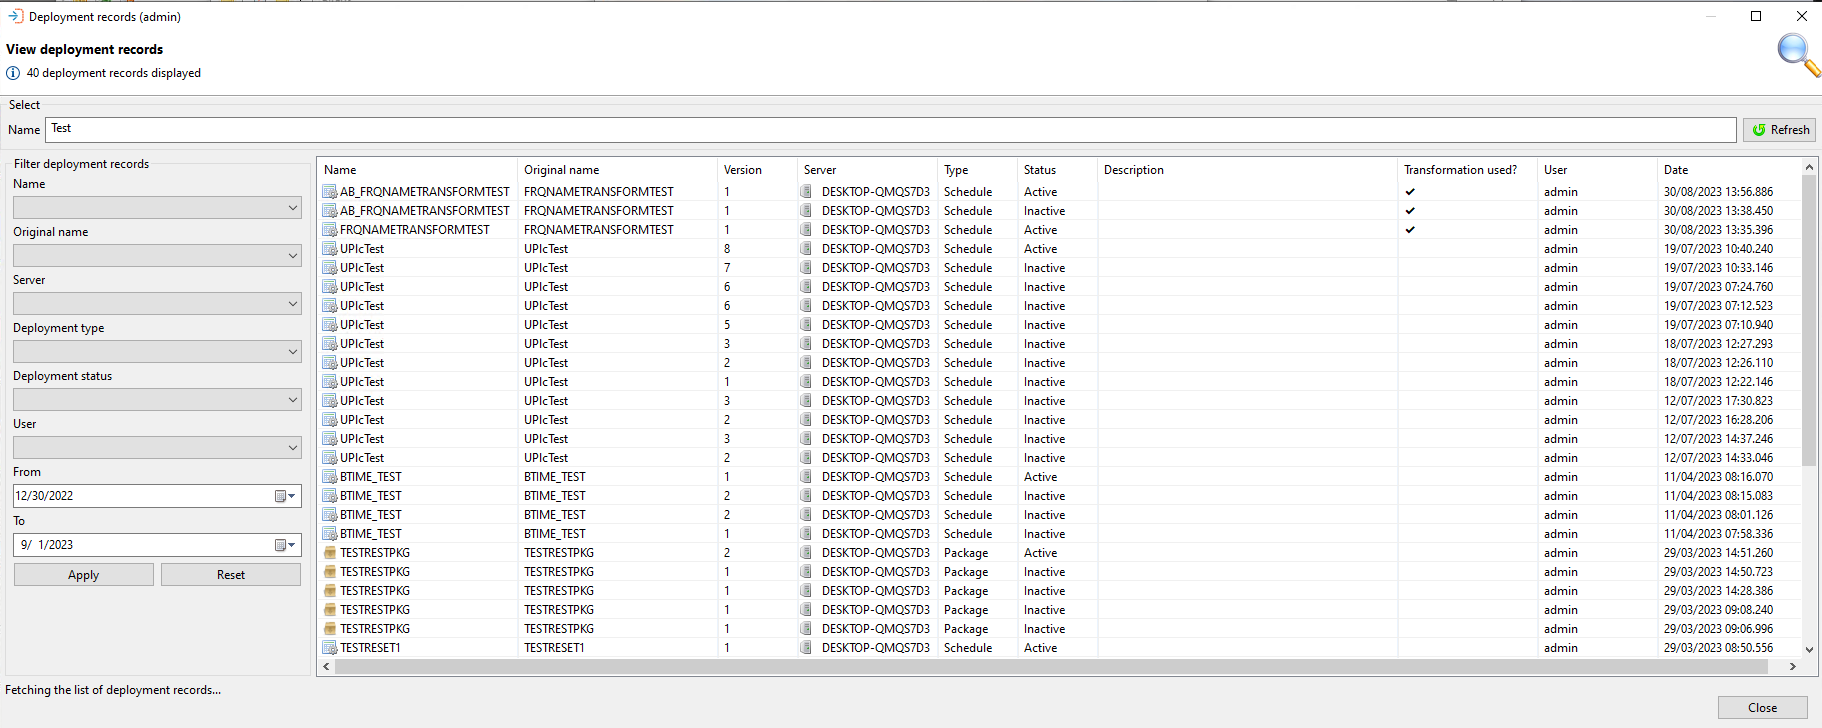 Deployment records (admin)
View deployment records
40 deployment records displayed
Select
Name Test Refresh
Filter deployment records
Name
Original name
Server
Deployment type
Deployment status
User
From
12/30/2022
To
9/ 1/2023
Apply Reset
Name Original name Version Server Type Status Description Transformation used? User Date
AB_FRQNAMETRANSFORMTEST FRQNAMETRANSFORMTEST 1 DESKTOP-QMQS7D3 Schedule Active ✔ admin 30/08/2023 13:56.886
AB_FRQNAMETRANSFORMTEST FRQNAMETRANSFORMTEST 1 DESKTOP-QMQS7D3 Schedule Inactive ✔ admin 30/08/2023 13:38.450
FRQNAMETRANSFORMTEST FRQNAMETRANSFORMTEST 1 DESKTOP-QMQS7D3 Schedule Active ✔ admin 30/08/2023 13:35.396
UPIcTest UPIcTest 8 DESKTOP-QMQS7D3 Schedule Active admin 19/07/2023 10:40.240
UPIcTest UPIcTest 7 DESKTOP-QMQS7D3 Schedule Inactive admin 19/07/2023 10:33.146
UPIcTest UPIcTest 6 DESKTOP-QMQS7D3 Schedule Inactive admin 19/07/2023 07:24.760
UPIcTest UPIcTest 6 DESKTOP-QMQS7D3 Schedule Inactive admin 19/07/2023 07:12.523
UPIcTest UPIcTest 5 DESKTOP-QMQS7D3 Schedule Inactive admin 19/07/2023 07:10.940
UPIcTest UPIcTest 3 DESKTOP-QMQS7D3 Schedule Inactive admin 18/07/2023 12:27.293
UPIcTest UPIcTest 2 DESKTOP-QMQS7D3 Schedule Inactive admin 18/07/2023 12:26.110
UPIcTest UPIcTest 1 DESKTOP-QMQS7D3 Schedule Inactive admin 18/07/2023 12:22.146
UPIcTest UPIcTest 3 DESKTOP-QMQS7D3 Schedule Inactive admin 12/07/2023 17:30.823
UPIcTest UPIcTest 2 DESKTOP-QMQS7D3 Schedule Inactive admin 12/07/2023 16:28.206
UPIcTest UPIcTest 3 DESKTOP-QMQS7D3 Schedule Inactive admin 12/07/2023 14:37.246
UPIcTest UPIcTest 2 DESKTOP-QMQS7D3 Schedule Inactive admin 12/07/2023 14:33.046
BTIME_TEST BTIME_TEST 1 DESKTOP-QMQS7D3 Schedule Active admin 11/04/2023 08:16.070
BTIME_TEST BTIME_TEST 2 DESKTOP-QMQS7D3 Schedule Inactive admin 11/04/2023 08:15.083
BTIME_TEST BTIME_TEST 2 DESKTOP-QMQS7D3 Schedule Inactive admin 11/04/2023 08:01.126
BTIME_TEST BTIME_TEST 1 DESKTOP-QMQS7D3 Schedule Inactive admin 11/04/2023 07:58.336
TESTRESTPKG TESTRESTPKG 2 DESKTOP-QMQS7D3 Package Active admin 29/03/2023 14:51.260
TESTRESTPKG TESTRESTPKG 1 DESKTOP-QMQS7D3 Package Inactive admin 29/03/2023 14:50.723
TESTRESTPKG TESTRESTPKG 1 DESKTOP-QMQS7D3 Package Inactive admin 29/03/2023 14:28.386
TESTRESTPKG TESTRESTPKG 1 DESKTOP-QMQS7D3 Package Inactive admin 29/03/2023 09:08.240
TESTRESTPKG TESTRESTPKG 1 DESKTOP-QMQS7D3 Package Inactive admin 29/03/2023 09:06.996
TESTRESET1 TESTRESET1 1 DESKTOP-QMQS7D3 Schedule Active admin 29/03/2023 08:50.556
Fetching the list of deployment records...
Close